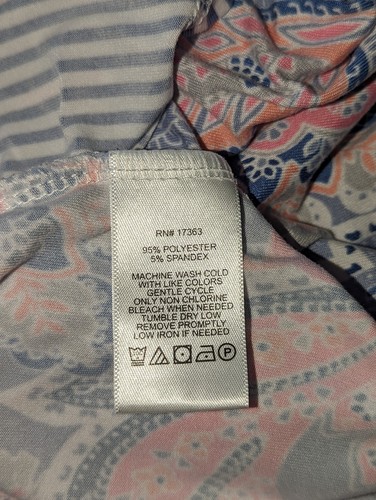 RN# 17363
95% POLYESTER
5% SPANDEX
MACHINE WASH COLD
WITH LIKE COLORS
GENTLE CYCLE
ONLY NON CHLORINE
BLEACH WHEN NEEDED
TUMBLE DRY LOW
REMOVE PROMPTLY
LOW IRON IF NEEDED
P